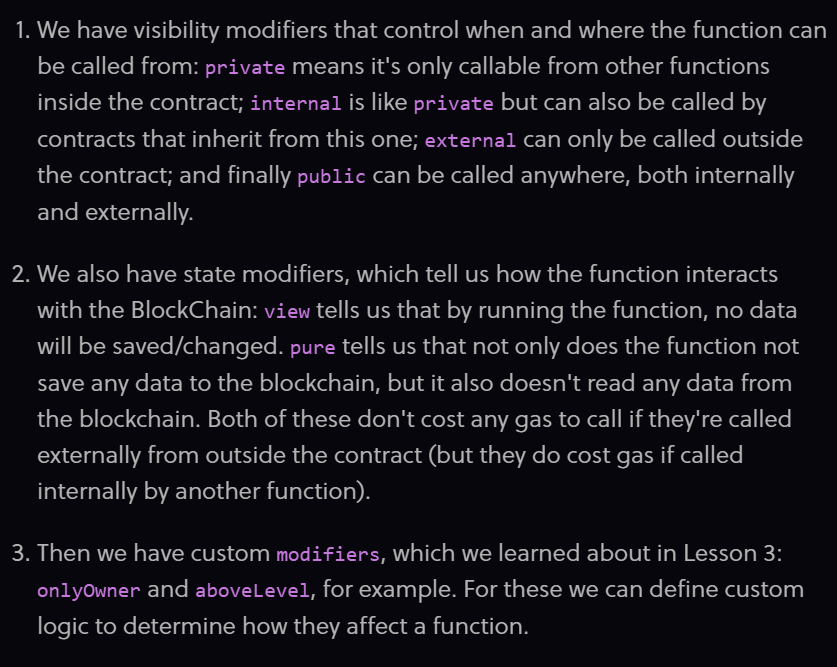 1. We have visibility modifiers that control when and where the function can
be called from: private means it's only callable from other functions
inside the contract; internal is like private but can also be called by
contracts that inherit from this one; external can only be called outside
the contract; and finally public can be called anywhere, both internally
and externally.
2. We also have state modifiers, which tell us how the function interacts
with the BlockChain: view tells us that by running the function, no data
will be saved/changed. pure tells us that not only does the function not
save any data to the blockchain, but it also doesn't read any data from
the blockchain. Both of these don't cost any gas to call if they're called
externally from outside the contract (but they do cost gas if called
internally by another function).
3. Then we have custom modifiers, which we learned about in Lesson 3:
onlyOwner and aboveLevel, for example. For these we can define custom
logic to determine how they affect a function.